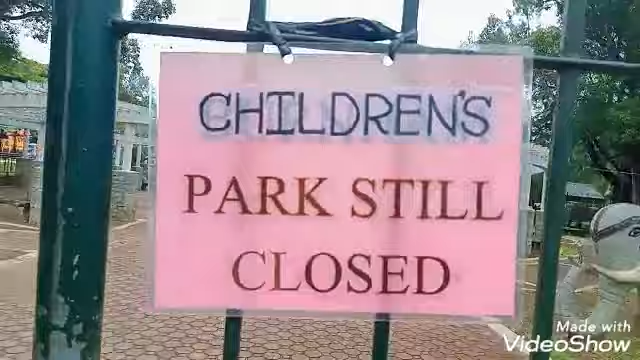 CHILDREN'S
PARK STILL
CLOSED
Made with
VideoShow